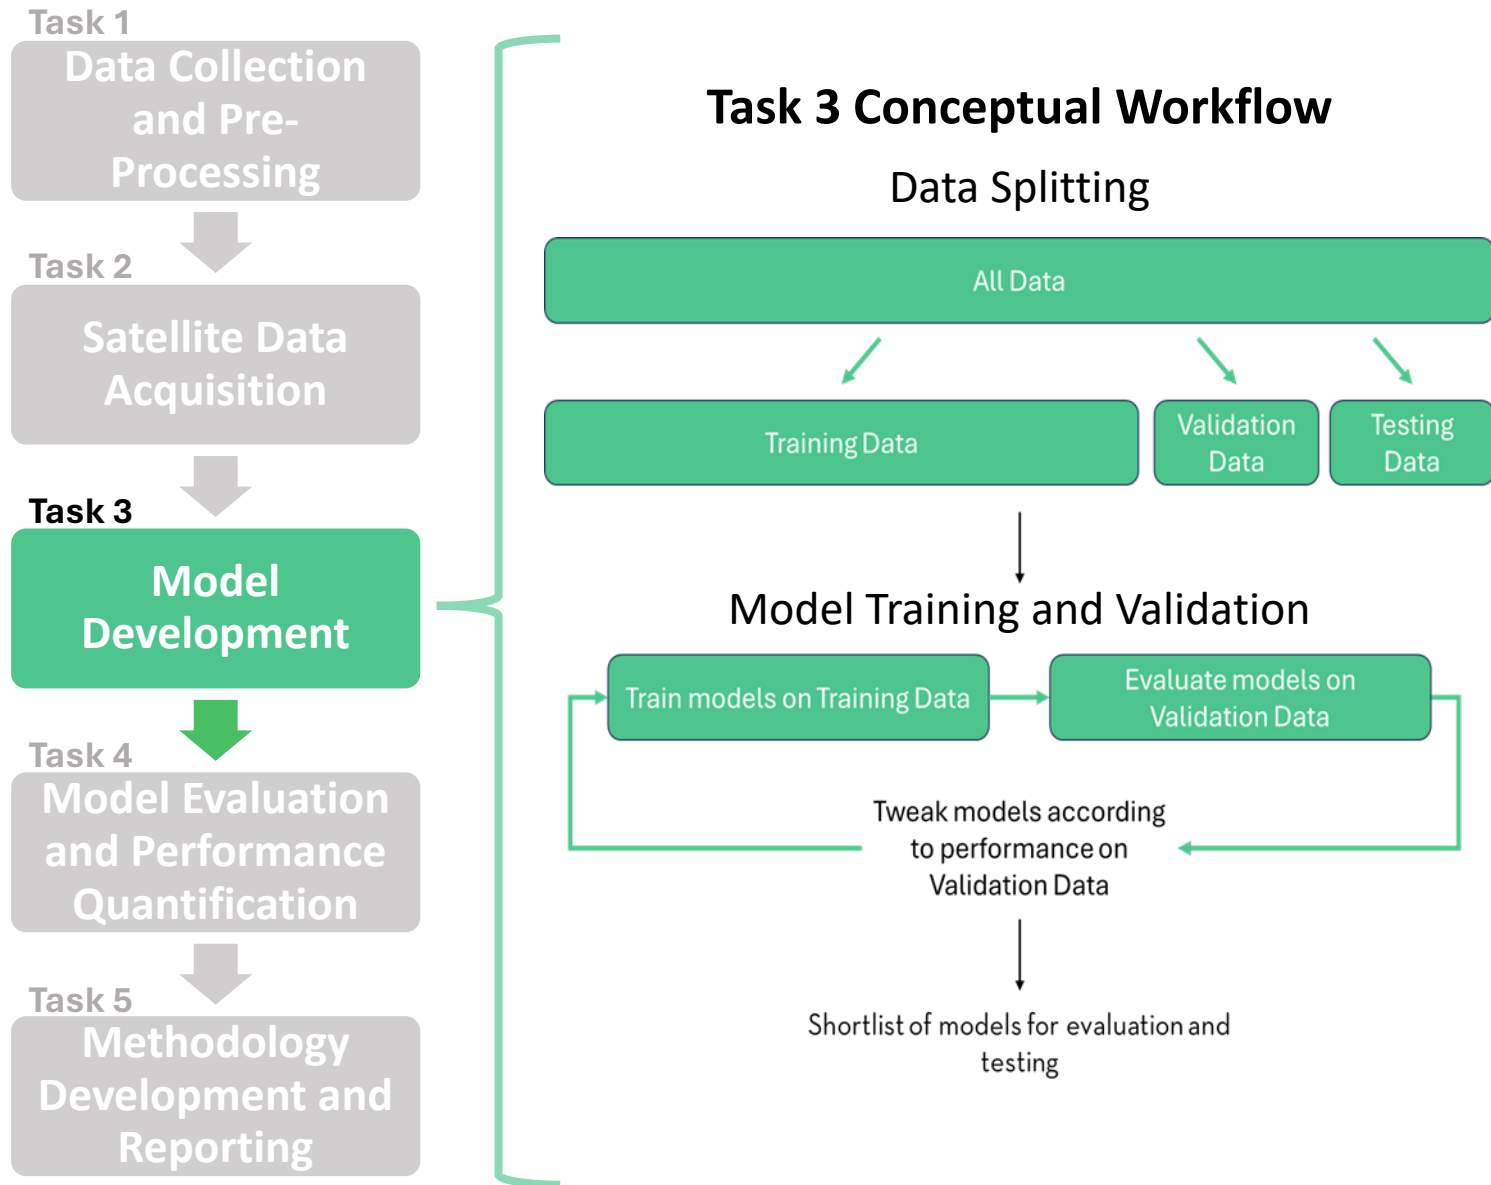 Task 1
Data Collection
and Pre-
Processing
Task 2
Satellite Data
Acquisition
Task 3
Model
Development
Task 4
Model Evaluation
and Performance
Quantification
Task 5
Methodology
Development and
Reporting
Task 3 Conceptual Workflow
Data Splitting
All Data
Training Data
Validation
Data
Testing
Data
Model Training and Validation
Train models on Training Data
Evaluate models on
Validation Data
Tweak models according
to performance on
Validation Data
Shortlist of models for evaluation and
testing